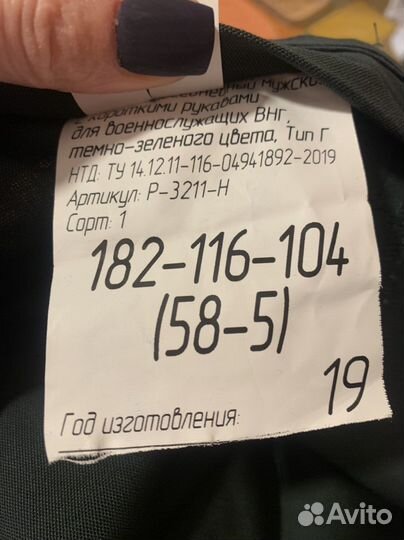 мужско
с короткими рукавами
для военнослужащих ВНГ,
темно-зеленого цвета, Тип Г
НТД: ТУ 14.12.11-116-04941892-2019
Артикул: Р-3211-Н
Сорт: 1
182-116-104
(58-5)
19
Год изготовления:
Avito